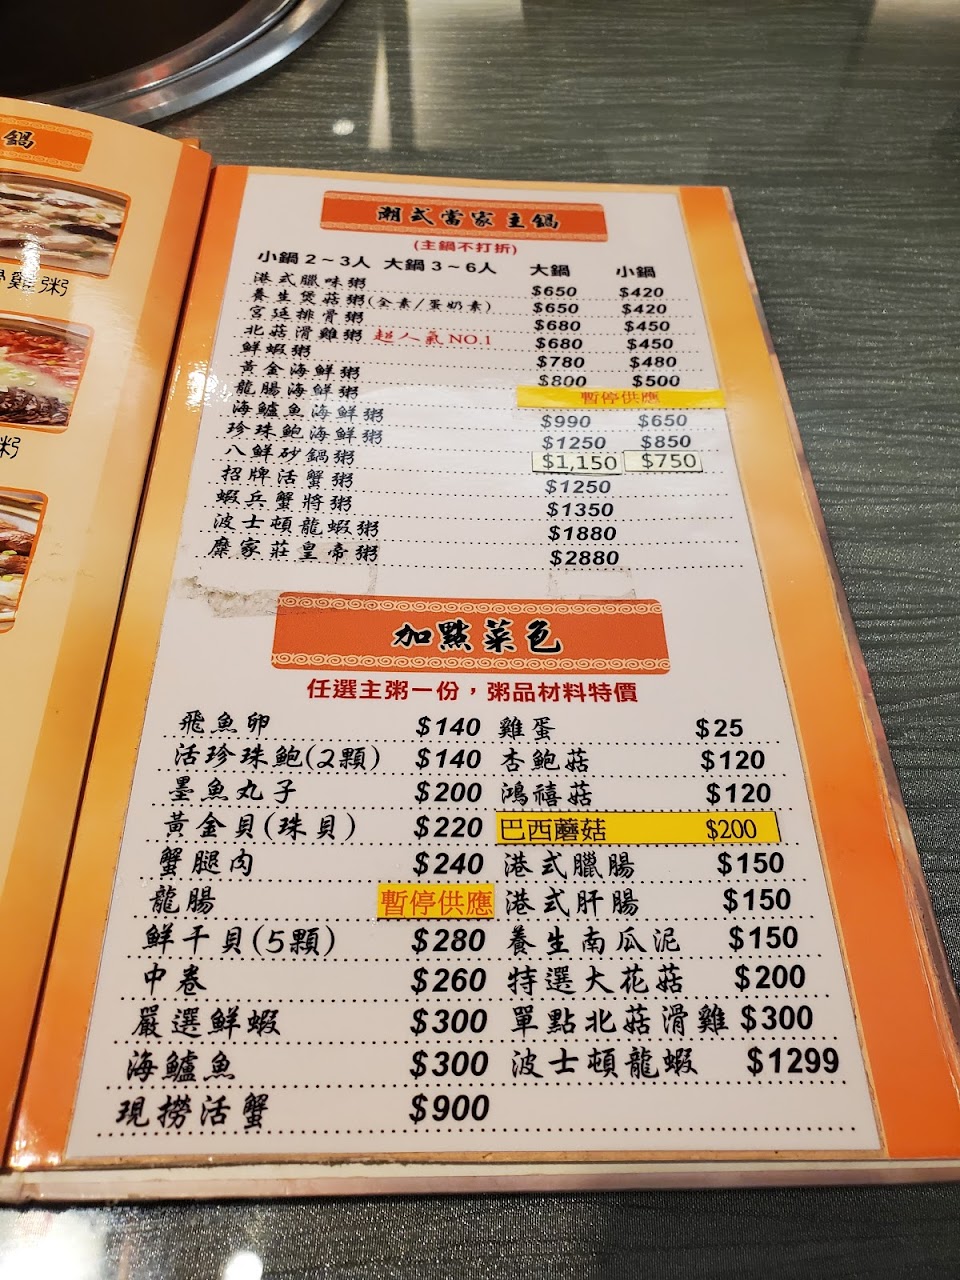 鍋
骨雞粥
粥
潮式當家主鍋
(主鍋不打折)
小鍋2~3人 大鍋3~6人 大鍋 小鍋
港式臘味粥 $650 $420
養生煲菇粥(全素/蛋奶素) $650 $420
宮廷排骨粥 $680 $450
北菇滑雞粥 超人氣NO.1 $680 $450
鮮蝦粥 $780 $480
黃金海鮮粥 $800 $500
龍腸海鮮粥 暫停供應
海鱸魚海鮮粥 $990 $650
珍珠鮑海鮮粥 $1250 $850
八鮮砂鍋粥 $1,150 $750
招牌活蟹粥 $1250
蝦兵蟹將粥 $1350
波士頓龍蝦粥 $1880
糜家莊皇帝粥 $2880
加點菜色
任選主粥一份，粥品材料特價
飛魚卵 $140 雞蛋 $25
活珍珠鮑(2顆) $140 杏鮑菇 $120
墨魚丸子 $200 鴻禧菇 $120
黃金貝(珠貝) $220 巴西蘑菇 $200
蟹腿肉 $240 港式臘腸 $150
龍腸 暫停供應 港式肝腸 $150
鮮干貝(5顆) $280 養生南瓜泥 $150
中卷 $260 特選大花菇 $200
嚴選鮮蝦 $300 單點北菇滑雞 $300
海鱸魚 $300 波士頓龍蝦 $1299
現撈活蟹 $900